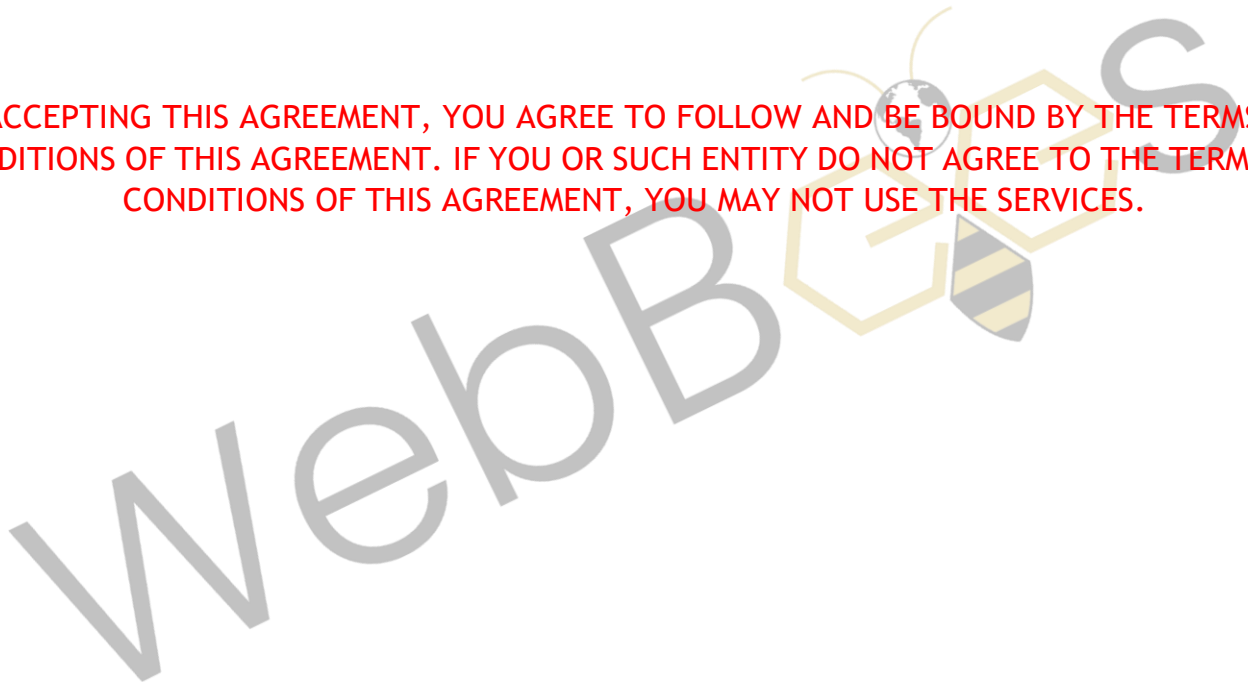 ACCEPTING THIS AGREEMENT, YOU AGREE TO FOLLOW AND BE BOUND BY THE TERMS
DITIONS OF THIS AGREEMENT. IF YOU OR SUCH ENTITY DO NOT AGREE TO THE TERM
CONDITIONS OF THIS AGREEMENT, YOU MAY NOT USE THE SERVICES.
WebBees